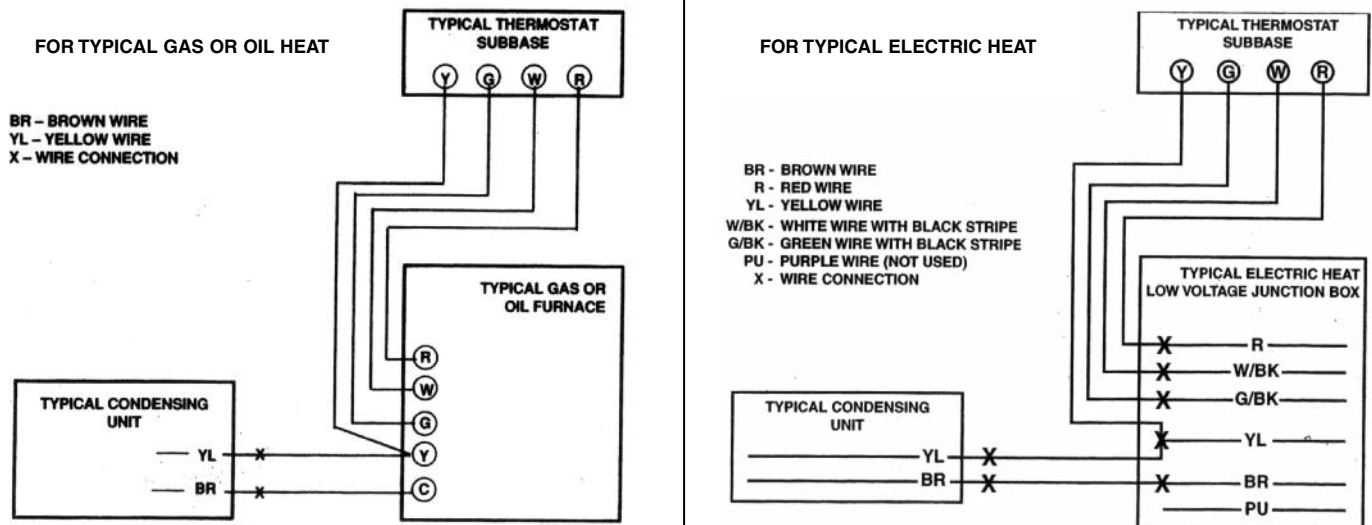 FOR TYPICAL GAS OR OIL HEAT
TYPICAL THERMOSTAT
SUBBASE
Y G W R
BR – BROWN WIRE
YL – YELLOW WIRE
X – WIRE CONNECTION
TYPICAL GAS OR
OIL FURNACE
R
W
G
Y
C
TYPICAL CONDENSING
UNIT
YL X
BR X
FOR TYPICAL ELECTRIC HEAT
TYPICAL THERMOSTAT
SUBBASE
Y G W R
BR - BROWN WIRE
R - RED WIRE
YL - YELLOW WIRE
W/BK - WHITE WIRE WITH BLACK STRIPE
G/BK - GREEN WIRE WITH BLACK STRIPE
PU - PURPLE WIRE (NOT USED)
X - WIRE CONNECTION
TYPICAL ELECTRIC HEAT
LOW VOLTAGE JUNCTION BOX
X R
X W/BK
X G/BK
X YL
X BR
PU
TYPICAL CONDENSING
UNIT
YL X
BR X